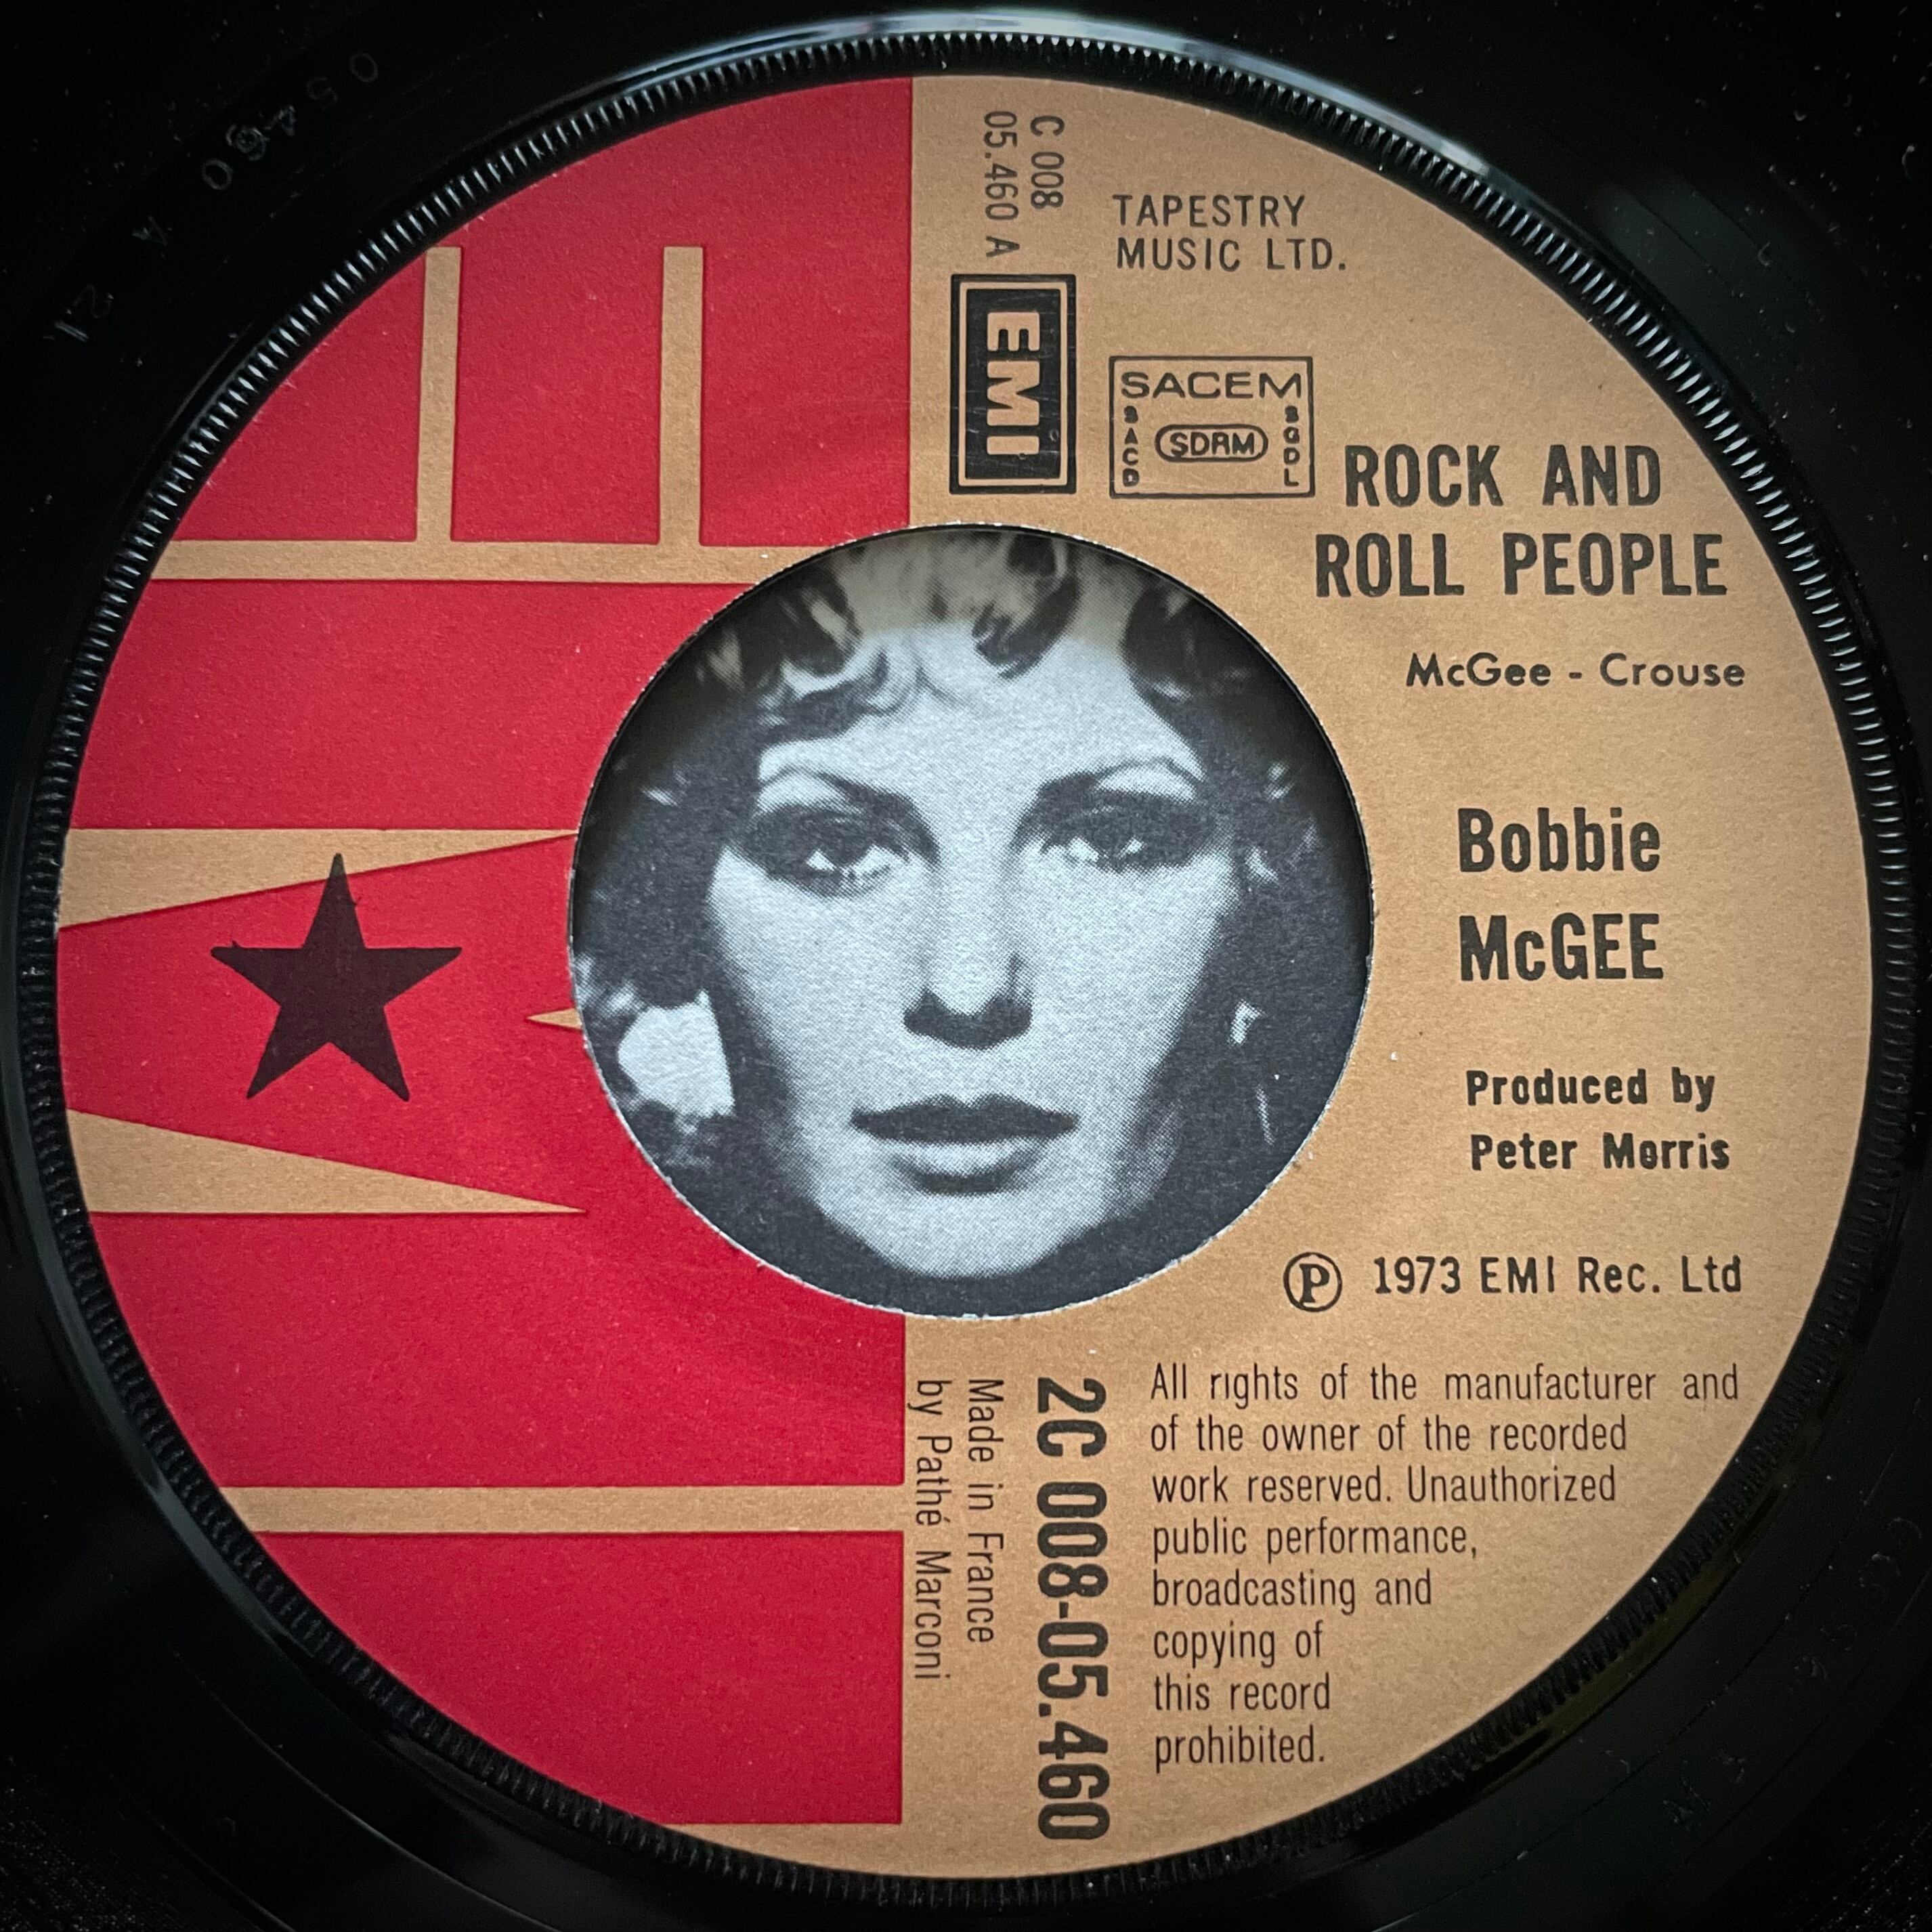 C 008
05.460 A
EMI
TAPESTRY
MUSIC LTD.
SACEM
SACD
SDRM
SGDL
ROCK AND
ROLL PEOPLE
McGee - Crouse
Bobbie
McGEE
Produced by
Peter Morris
Ⓟ 1973 EMI Rec. Ltd
All rights of the manufacturer and
of the owner of the recorded
work reserved. Unauthorized
public performance,
broadcasting and
copying of
this record
prohibited.
2C 008-05.460
Made in France
by Pathé Marconi